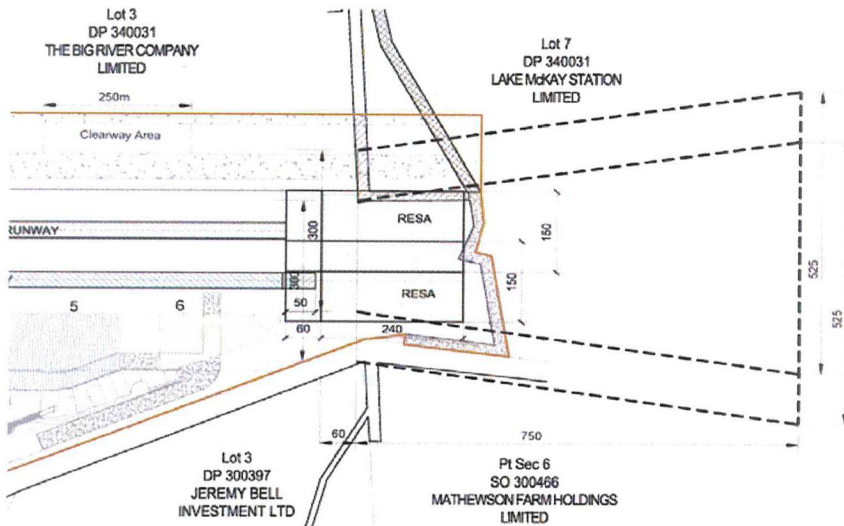 Lot 3
DP 340031
THE BIG RIVER COMPANY
LIMITED
Lot 7
DP 340031
LAKE McKAY STATION
LIMITED
250m
Clearway Area
RESA
RUNWAY
300
150
525
300
RESA
150
525
5
6
50
60
240
60
750
Lot 3
DP 300397
JEREMY BELL
INVESTMENT LTD
Pt Sec 6
SO 300466
MATHEWSON FARM HOLDINGS
LIMITED